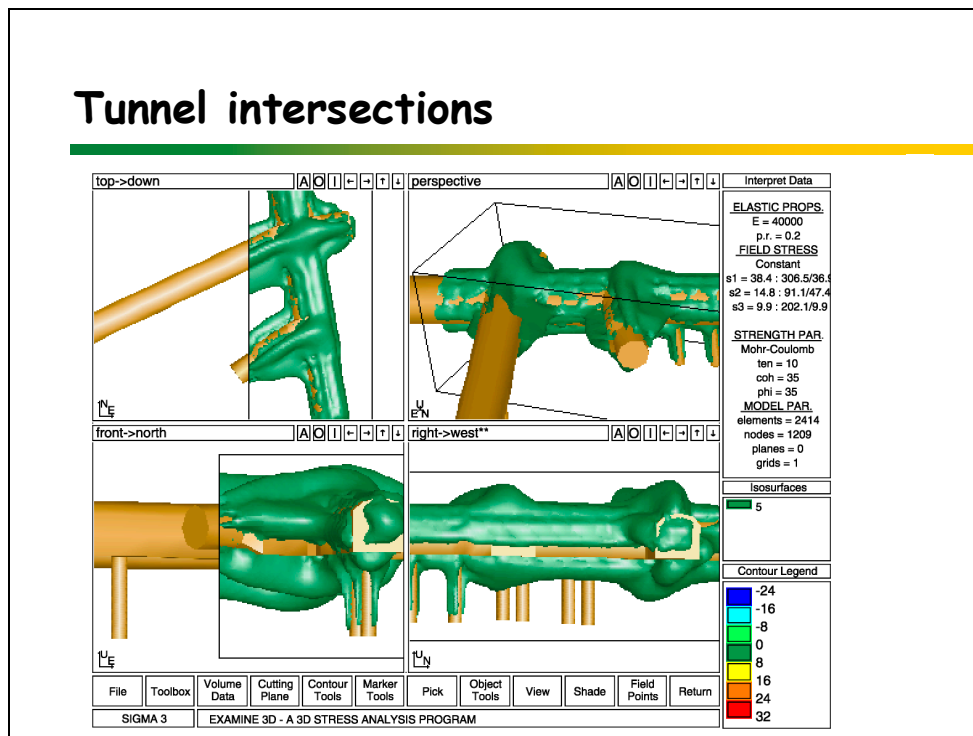 Tunnel intersections
top->down
A O I ← → ↑ ↓
perspective
A O I ← → ↑ ↓
Interpret Data
ELASTIC PROPS.
E = 40000
p.r. = 0.2
FIELD STRESS
Constant
s1 = 38.4 : 306.5/36.9
s2 = 14.8 : 91.1/47.4
s3 = 9.9 : 202.1/9.9
STRENGTH PAR.
Mohr-Coulomb
ten = 10
coh = 35
phi = 35
MODEL PAR.
elements = 2414
nodes = 1209
planes = 0
grids = 1
N
E
U
E N
front->north
A O I ← → ↑ ↓
right->west**
A O I ← → ↑ ↓
Isosurfaces
5
Contour Legend
-24
-16
-8
0
8
16
24
32
U
E
U
N
File
Toolbox
Volume
Data
Cutting
Plane
Contour
Tools
Marker
Tools
Pick
Object
Tools
View
Shade
Field
Points
Return
SIGMA 3
EXAMINE 3D - A 3D STRESS ANALYSIS PROGRAM